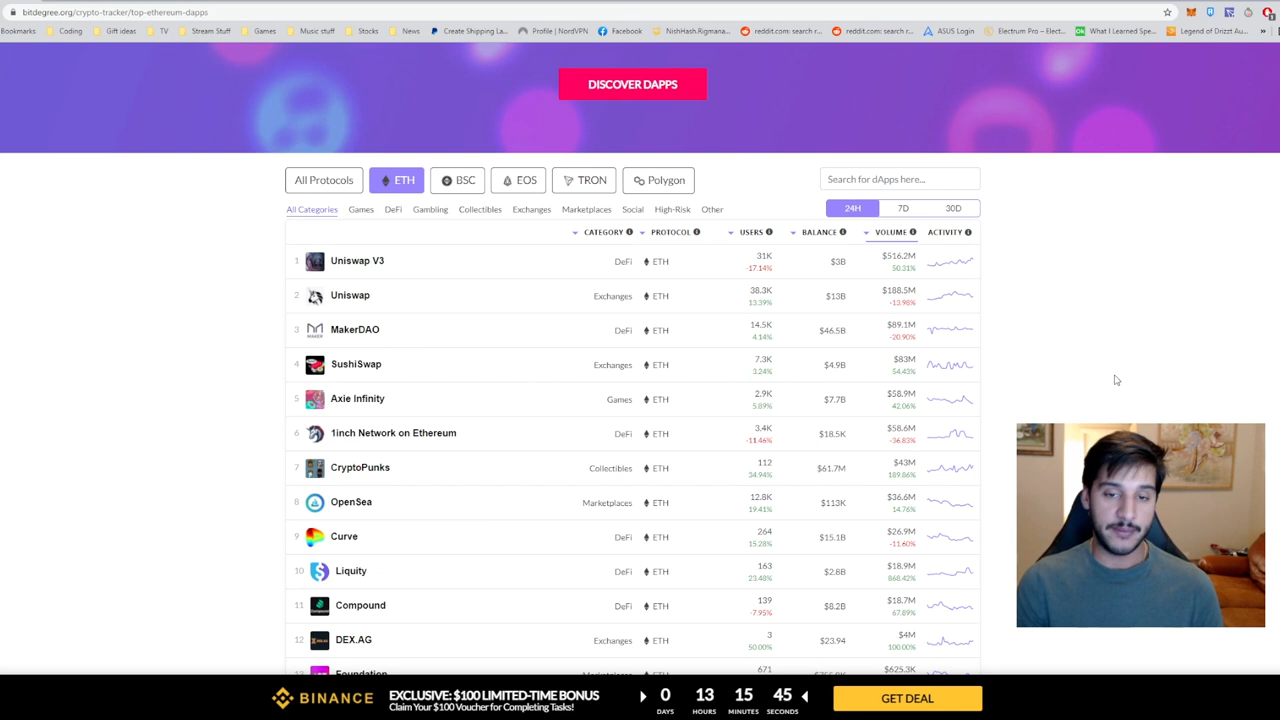 bitdegree.org/crypto-tracker/top-ethereum-dapps
Bookmarks Coding Gift ideas TV Stream Stuff Games Music stuff Stocks News Create Shipping La... Profile | NordVPN Facebook NishHash.Rigmana... reddit.com: search r... reddit.com: search r... ASUS Login Electrum Pro – Elect... What I Learned Spe... Legend of Drizzt Au... »
DISCOVER DAPPS
All Protocols ETH BSC EOS TRON Polygon Search for dApps here...
All Categories Games DeFi Gambling Collectibles Exchanges Marketplaces Social High-Risk Other 24H 7D 30D
CATEGORY PROTOCOL USERS BALANCE VOLUME ACTIVITY
1 Uniswap V3 DeFi ETH 31K $3B $516.2M
-17.14% 50.31%
2 Uniswap Exchanges ETH 38.3K $13B $188.5M
13.39% -13.98%
3 MakerDAO DeFi ETH 14.5K $46.5B $89.1M
4.14% -20.90%
4 SushiSwap Exchanges ETH 7.3K $4.9B $83M
3.24% 54.43%
5 Axie Infinity Games ETH 2.9K $7.7B $58.9M
5.89% 42.06%
6 1inch Network on Ethereum DeFi ETH 3.4K $18.5K $58.6M
-11.46% -36.83%
7 CryptoPunks Collectibles ETH 112 $61.7M $43M
34.94% 189.86%
8 OpenSea Marketplaces ETH 12.8K $113K $36.6M
19.41% 14.76%
9 Curve DeFi ETH 264 $15.1B $26.9M
15.28% -11.60%
10 Liquity DeFi ETH 163 $2.8B $18.9M
23.48% 868.42%
11 Compound DeFi ETH 139 $8.2B $18.7M
-7.95% 67.89%
12 DEX.AG Exchanges ETH 3 $23.94 $4M
50.00% 100.00%
Foundation 671 $625.3K
BINANCE EXCLUSIVE: $100 LIMITED-TIME BONUS 0 13 15 45 GET DEAL
Claim Your $100 Voucher for Completing Tasks! DAYS HOURS MINUTES SECONDS